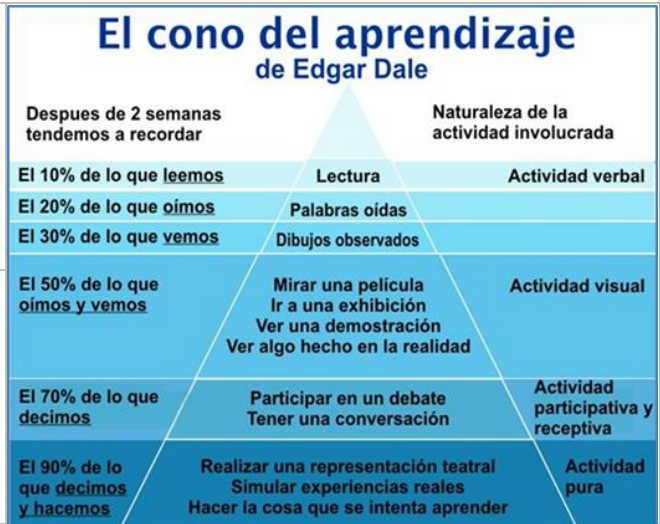 El cono del aprendizaje
de Edgar Dale
Despues de 2 semanas
tendemos a recordar
Naturaleza de la
actividad involucrada
El 10% de lo que leemos
Lectura
Actividad verbal
El 20% de lo que oímos
Palabras oídas
El 30% de lo que vemos
Dibujos observados
El 50% de lo que
oímos y vemos
Mirar una película
Ir a una exhibición
Ver una demostración
Ver algo hecho en la realidad
Actividad visual
El 70% de lo que
decimos
Participar en un debate
Tener una conversación
Actividad
participativa y
receptiva
El 90% de lo
que decimos
y hacemos
Realizar una representación teatral
Simular experiencias reales
Hacer la cosa que se intenta aprender
Actividad
pura